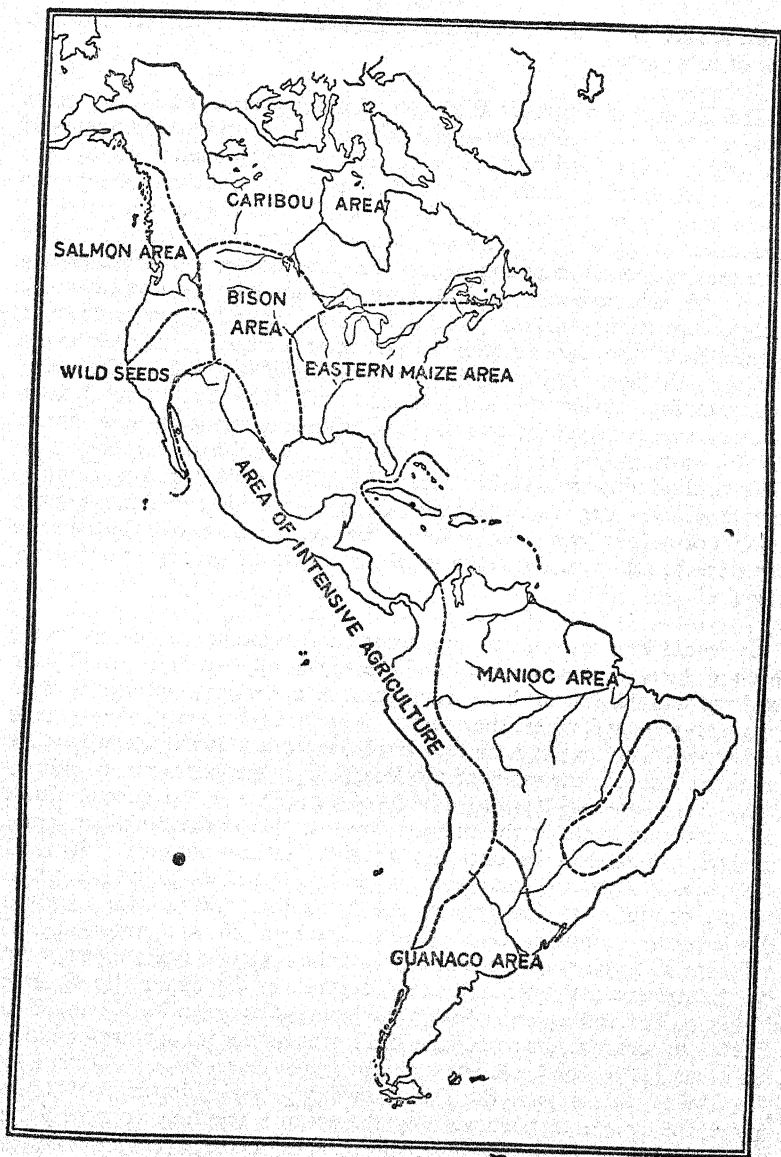 CARIBOU AREA
SALMON AREA
BISON
AREA
WILD SEEDS
EASTERN MAIZE AREA
AREA OF INTENSIVE AGRICULTURE
MANIOC AREA
GUANACO AREA